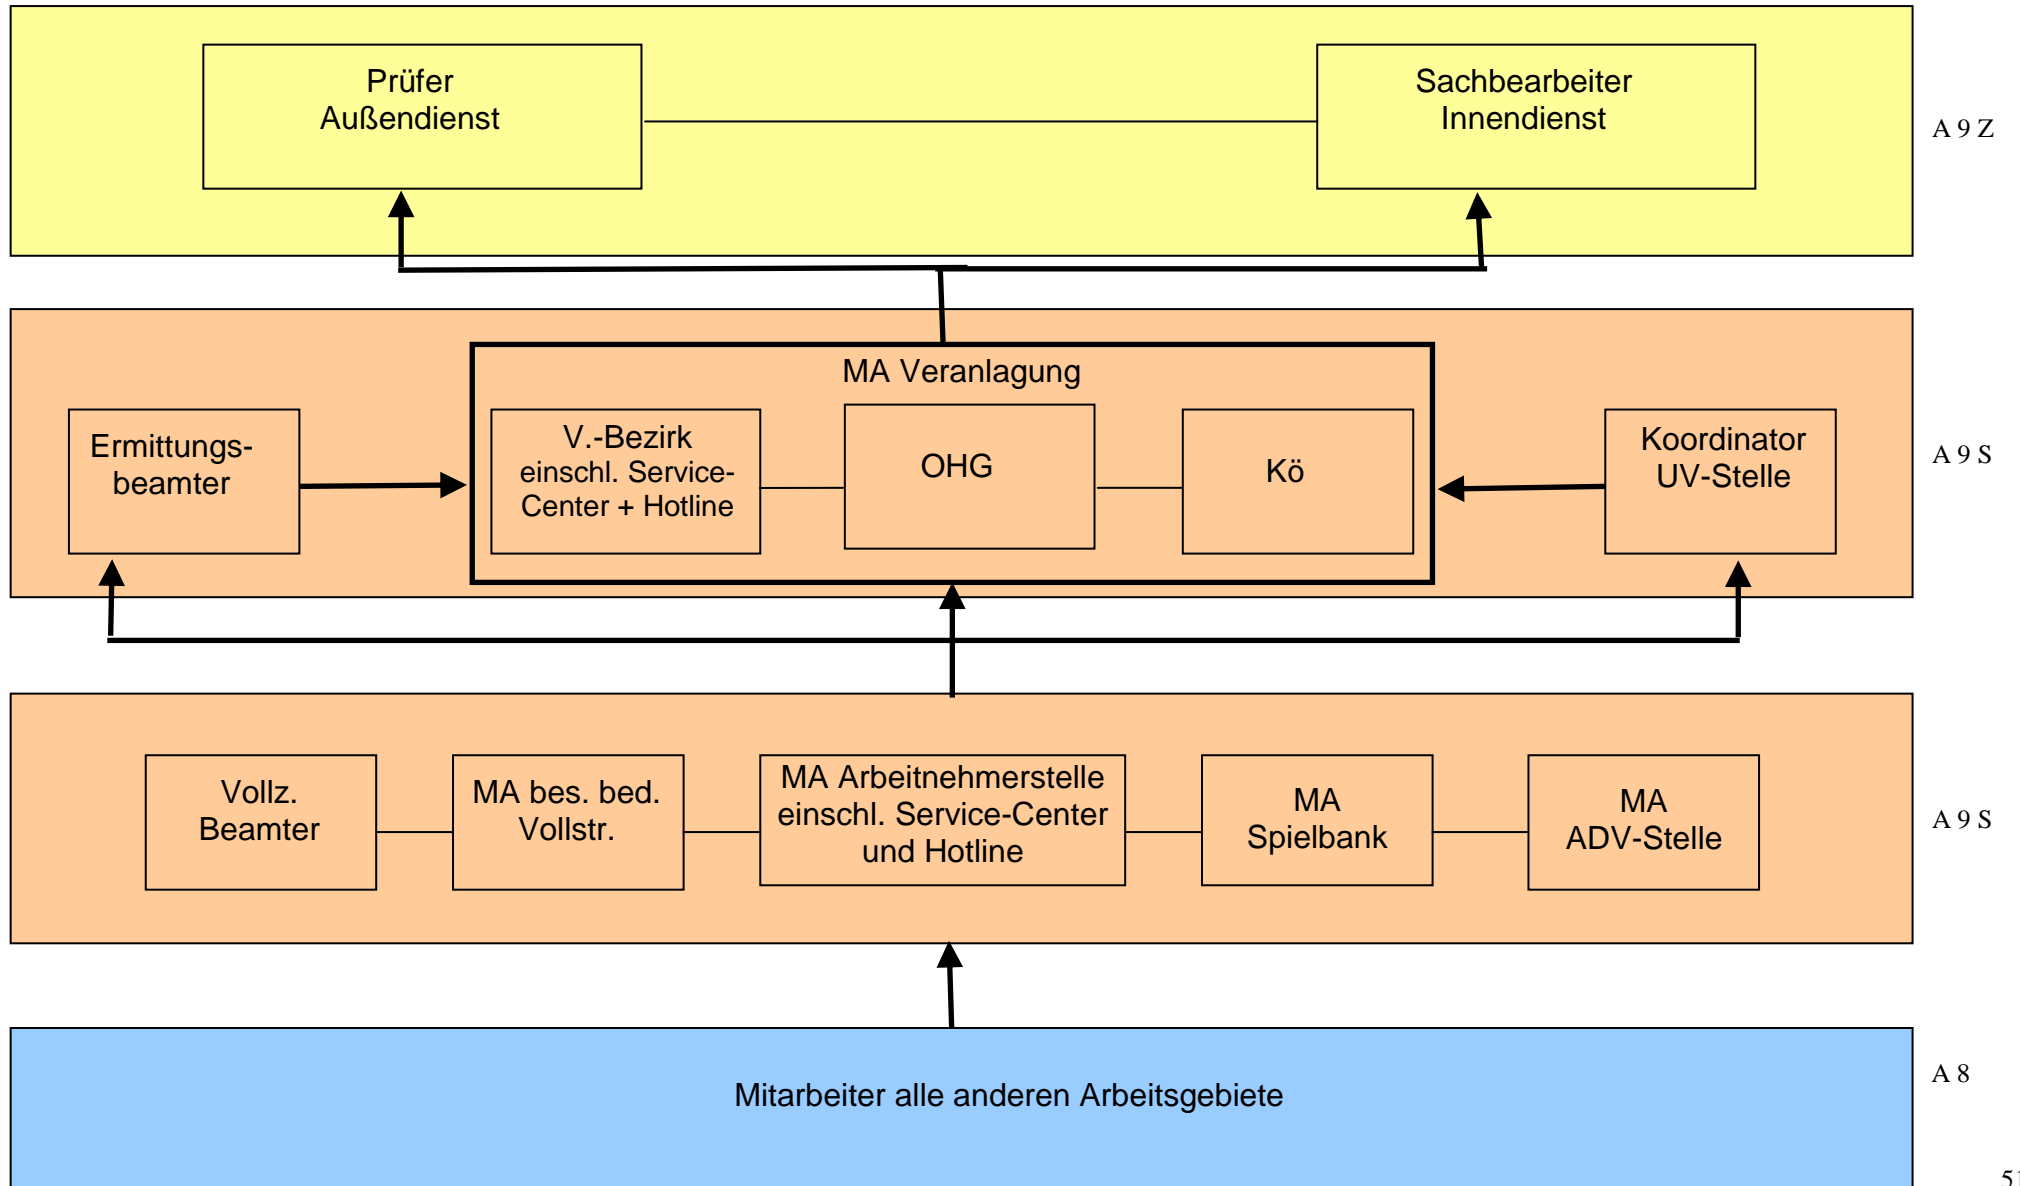 Prüfer
Außendienst
Sachbearbeiter
Innendienst
A 9 Z
MA Veranlagung
Ermittungs-
beamter
V.-Bezirk
einschl. Service-
Center + Hotline
OHG
Kö
Koordinator
UV-Stelle
A 9 S
Vollz.
Beamter
MA bes. bed.
Vollstr.
MA Arbeitnehmerstelle
einschl. Service-Center
und Hotline
MA
Spielbank
MA
ADV-Stelle
A 9 S
Mitarbeiter alle anderen Arbeitsgebiete
A 8
51